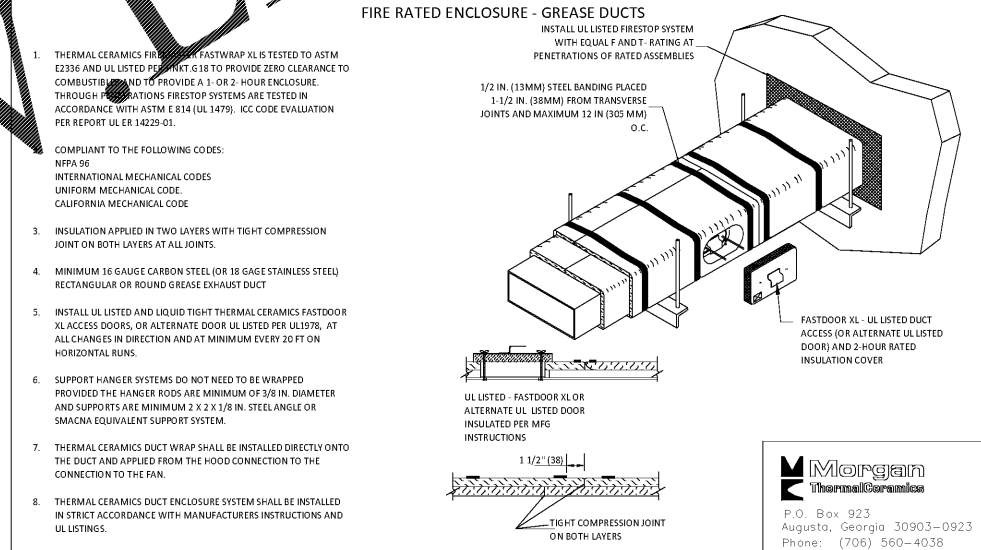 FIRE RATED ENCLOSURE - GREASE DUCTS
1. THERMAL CERAMICS FASTWRAP XL IS TESTED TO ASTM
E2336 AND UL LISTED PER .G18 TO PROVIDE ZERO CLEARANCE TO
COMBUSTIBLES AND TO PROVIDE A 1- OR 2- HOUR ENCLOSURE.
THROUGH PENETRATIONS FIRESTOP SYSTEMS ARE TESTED IN
ACCORDANCE WITH ASTM E 814 (UL 1479). ICC CODE EVALUATION
PER REPORT UL ER 14229-01.
COMPLIANT TO THE FOLLOWING CODES:
NFPA 96
INTERNATIONAL MECHANICAL CODES
UNIFORM MECHANICAL CODE.
CALIFORNIA MECHANICAL CODE
3. INSULATION APPLIED IN TWO LAYERS WITH TIGHT COMPRESSION
JOINT ON BOTH LAYERS AT ALL JOINTS.
4. MINIMUM 16 GAUGE CARBON STEEL (OR 18 GAGE STAINLESS STEEL)
RECTANGULAR OR ROUND GREASE EXHAUST DUCT
5. INSTALL UL LISTED AND LIQUID TIGHT THERMAL CERAMICS FASTDOOR
XL ACCESS DOORS, OR ALTERNATE DOOR UL LISTED PER UL1978, AT
ALL CHANGES IN DIRECTION AND AT MINIMUM EVERY 20 FT ON
HORIZONTAL RUNS.
6. SUPPORT HANGER SYSTEMS DO NOT NEED TO BE WRAPPED
PROVIDED THE HANGER RODS ARE MINIMUM OF 3/8 IN. DIAMETER
AND SUPPORTS ARE MINIMUM 2 X 2 X 1/8 IN. STEEL ANGLE OR
SMACNA EQUIVALENT SUPPORT SYSTEM.
7. THERMAL CERAMICS DUCT WRAP SHALL BE INSTALLED DIRECTLY ONTO
THE DUCT AND APPLIED FROM THE HOOD CONNECTION TO THE
CONNECTION TO THE FAN.
8. THERMAL CERAMICS DUCT ENCLOSURE SYSTEM SHALL BE INSTALLED
IN STRICT ACCORDANCE WITH MANUFACTURERS INSTRUCTIONS AND
UL LISTINGS.
INSTALL UL LISTED FIRESTOP SYSTEM
WITH EQUAL F AND T- RATING AT
PENETRATIONS OF RATED ASSEMBLIES
1/2 IN. (13MM) STEEL BANDING PLACED
1-1/2 IN. (38MM) FROM TRANSVERSE
JOINTS AND MAXIMUM 12 IN (305 MM)
O.C.
FASTDOOR XL - UL LISTED DUCT
ACCESS (OR ALTERNATE UL LISTED
DOOR) AND 2-HOUR RATED
INSULATION COVER
UL LISTED - FASTDOOR XL OR
ALTERNATE UL LISTED DOOR
INSULATED PER MFG
INSTRUCTIONS
1 1/2" (38)
TIGHT COMPRESSION JOINT
ON BOTH LAYERS
Morgan
ThermalCeramics
P.O. Box 923
Augusta, Georgia 30903-0923
Phone: (706) 560-4038